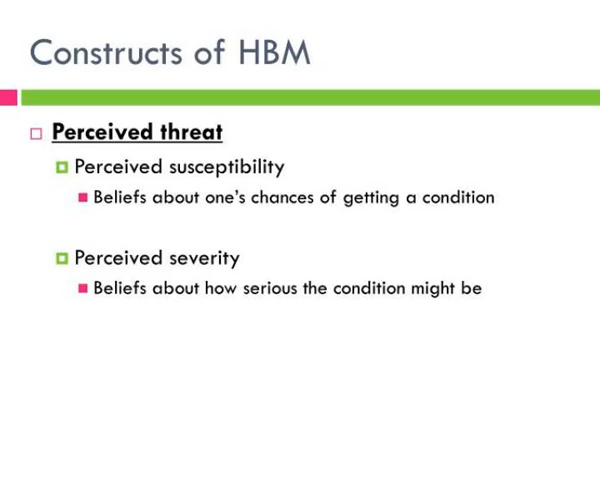 Constructs of HBM
Perceived threat
Perceived susceptibility
Beliefs about one's chances of getting a condition
Perceived severity
Beliefs about how serious the condition might be